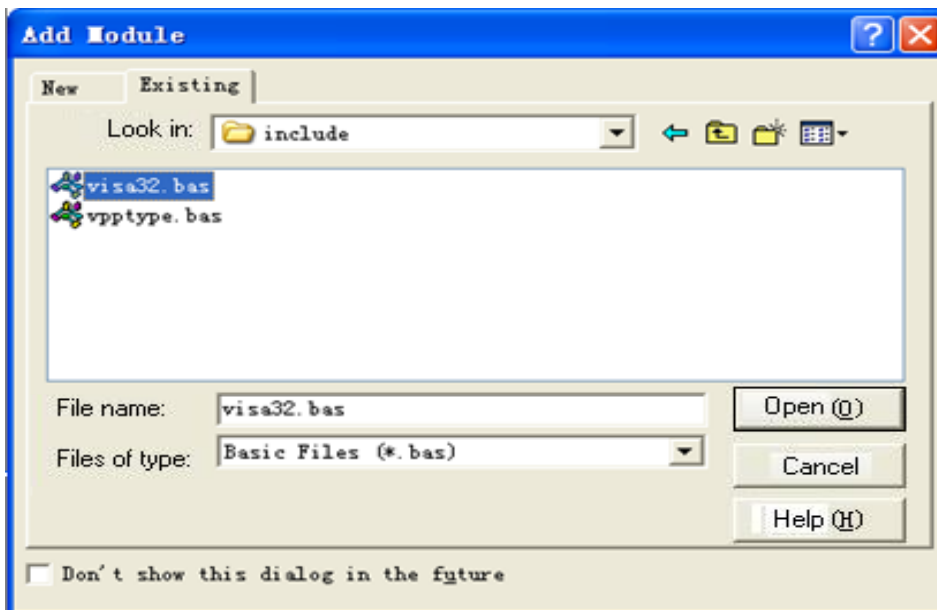 Add Module
New Existing
Look in: include
visa32.bas
vpptype.bas
File name: visa32.bas Open (O)
Files of type: Basic Files (*.bas)
Cancel
Help (H)
Don't show this dialog in the future